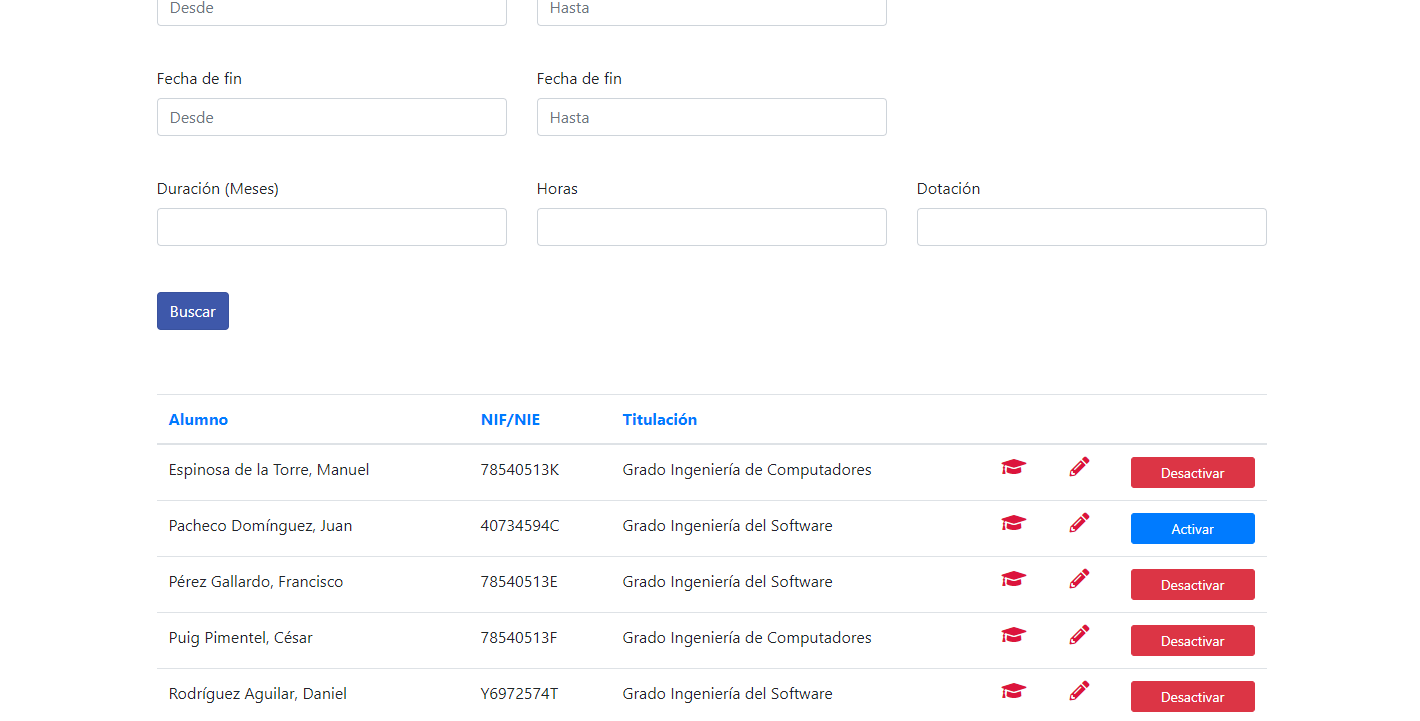 Desde Hasta
Fecha de fin Fecha de fin
Desde Hasta
Duración (Meses) Horas Dotación
Buscar
Alumno NIF/NIE Titulación
Espinosa de la Torre, Manuel 78540513K Grado Ingeniería de Computadores Desactivar
Pacheco Domínguez, Juan 40734594C Grado Ingeniería del Software Activar
Pérez Gallardo, Francisco 78540513E Grado Ingeniería del Software Desactivar
Puig Pimentel, César 78540513F Grado Ingeniería de Computadores Desactivar
Rodríguez Aguilar, Daniel Y6972574T Grado Ingeniería del Software Desactivar